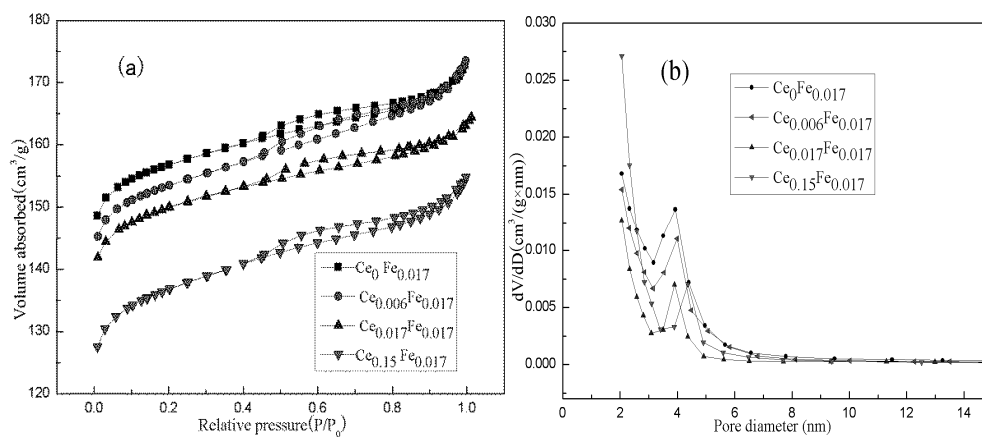 (a)
180
170
160
150
140
130
120
Volume absorbed(cm³/g)
0.0 0.2 0.4 0.6 0.8 1.0
Relative pressure(P/P₀)
Ce₀ Fe₀.₀₁₇
Ce₀.₀₀₆Fe₀.₀₁₇
Ce₀.₀₁₇Fe₀.₀₁₇
Ce₀.₁₅Fe₀.₀₁₇
(b)
0.030
0.025
0.020
0.015
0.010
0.005
0.000
dV/dD(cm³/(g×nm))
0 2 4 6 8 10 12 14
Pore diameter (nm)
Ce₀Fe₀.₀₁₇
Ce₀.₀₀₆Fe₀.₀₁₇
Ce₀.₀₁₇Fe₀.₀₁₇
Ce₀.₁₅Fe₀.₀₁₇